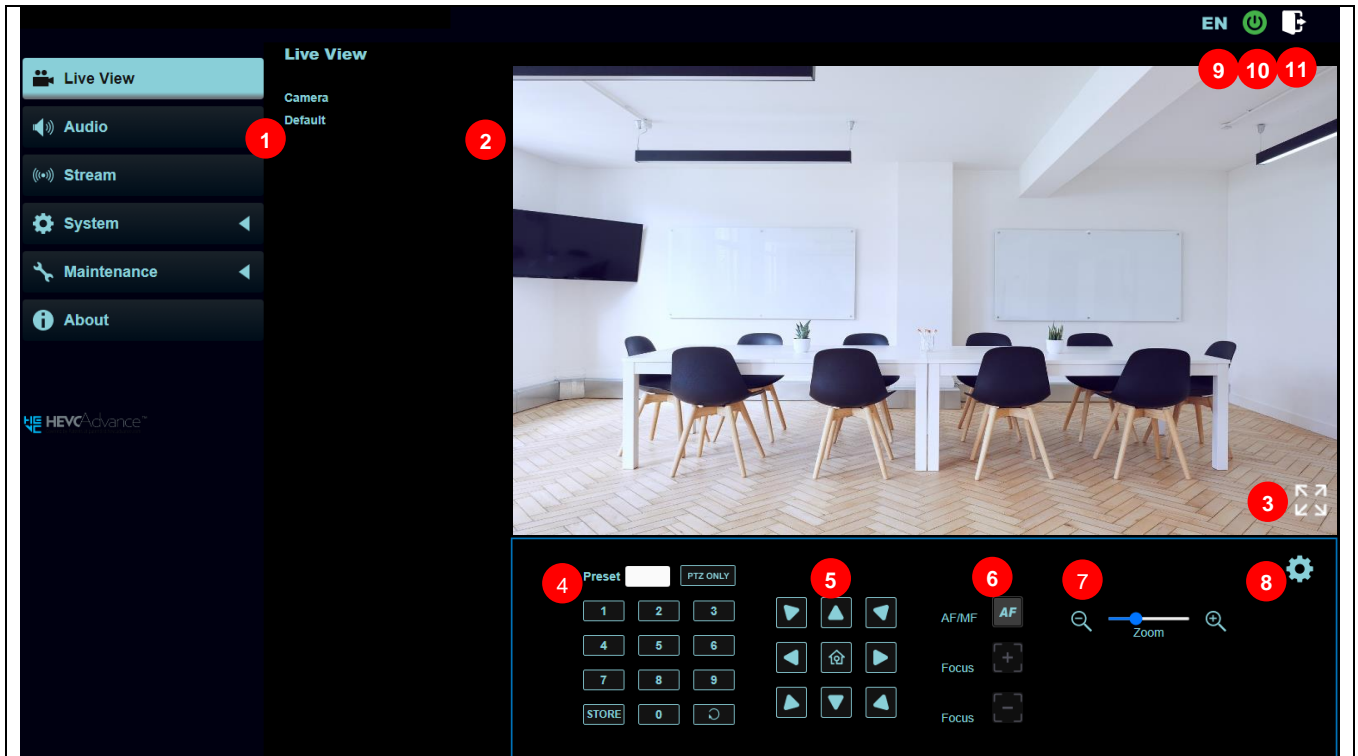 EN
9 10 11
Live View
Live View
Camera
Audio
Default
1
2
Stream
System
Maintenance
About
HEVC Advance™
3
4
Preset
PTZ ONLY
5
6
7
8
1 2 3
AF/MF
AF
Zoom
4 5 6
Focus
7 8 9
STORE 0
Focus